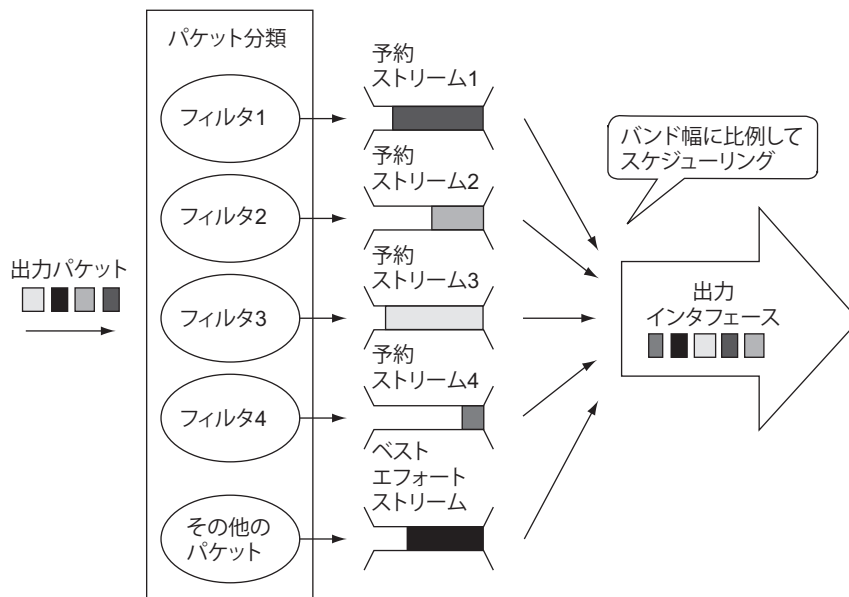 パケット分類
フィルタ1
フィルタ2
フィルタ3
フィルタ4
その他の
パケット
出力パケット
予約
ストリーム1
予約
ストリーム2
予約
ストリーム3
予約
ストリーム4
ベスト
エフォート
ストリーム
バンド幅に比例して
スケジューリング
出力
インタフェース